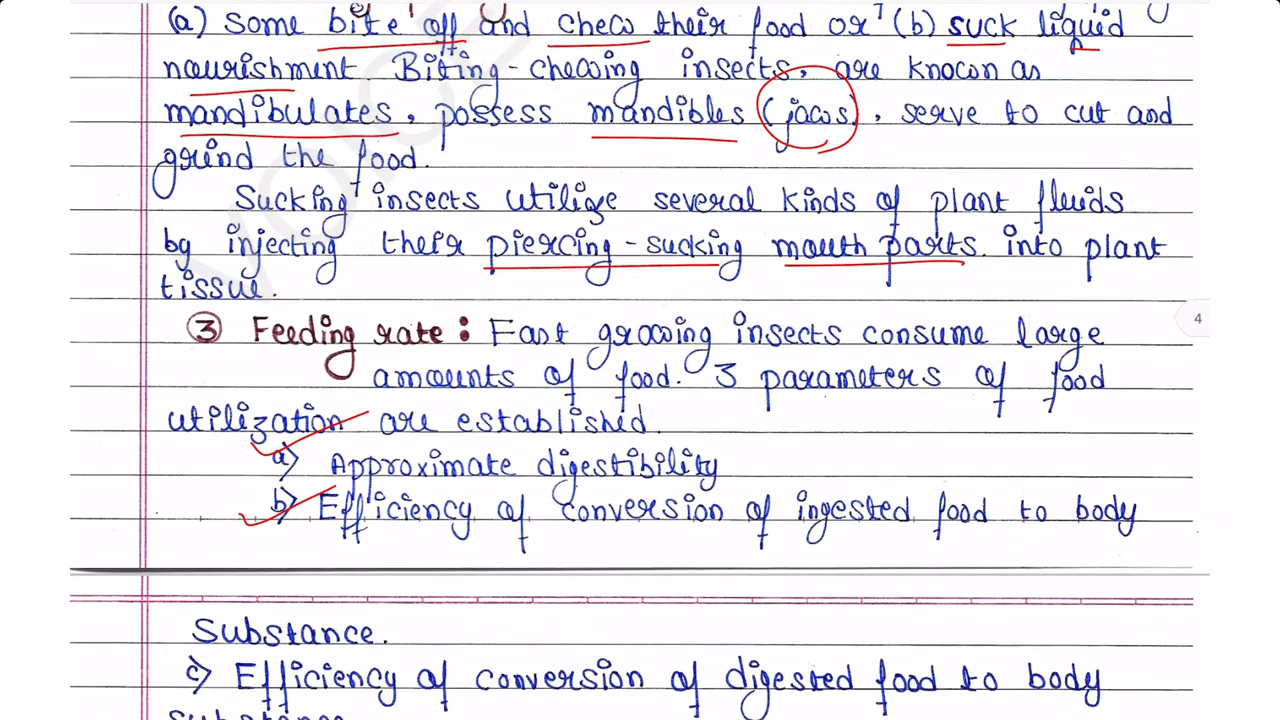 (a) Some bite off and chew their food or (b) suck liquid
nourishment Biting-chewing insects, are known as
mandibulates, possess mandibles (jaws), serve to cut and
grind the food.
Sucking insects utilize several kinds of plant fluids
by injecting their piercing-sucking mouth parts into plant
tissue.
③ Feeding rate: Fast growing insects consume large
amounts of food. 3 parameters of food
utilization are established.
a) Approximate digestibility
b) Efficiency of conversion of ingested food to body
4
Substance.
c) Efficiency of conversion of digested food to body
substance